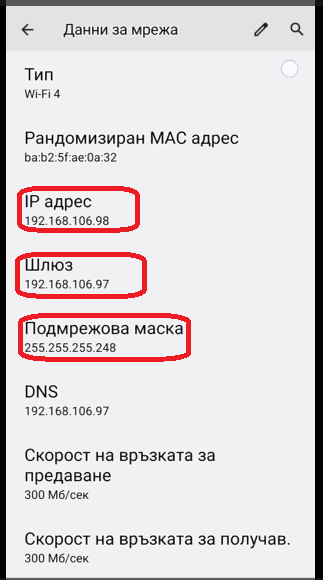 Данни за мрежа
Тип
Wi-Fi 4
Рандомизиран MAC адрес
ba:b2:5f:ae:0a:32
IP адрес
192.168.106.98
Шлюз
192.168.106.97
Подмрежова маска
255.255.255.248
DNS
192.168.106.97
Скорост на връзката за
предаване
300 Мб/сек
Скорост на връзката за получав.
300 Мб/сек